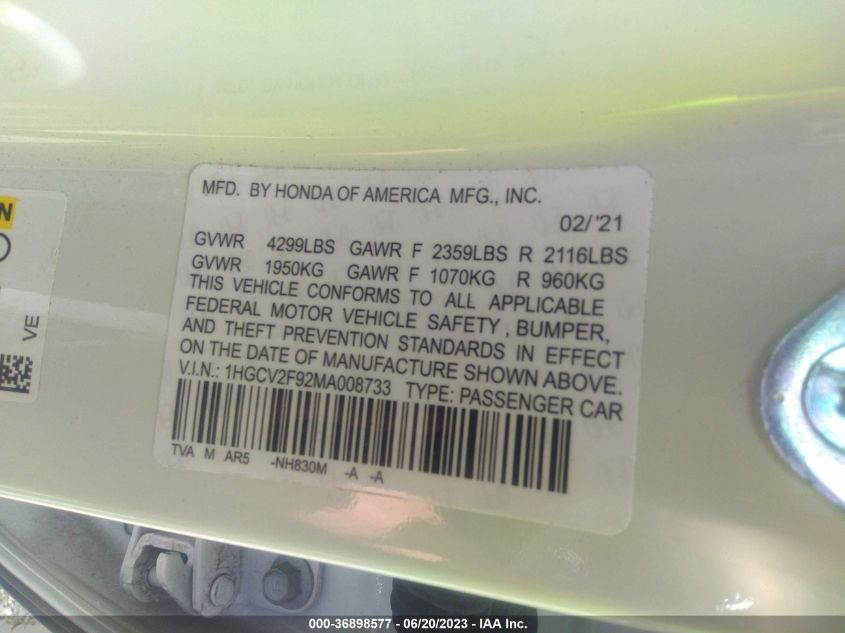 MFD. BY HONDA OF AMERICA MFG., INC.
02/'21
GVWR 4299LBS GAWR F 2359LBS R 2116LBS
GVWR 1950KG GAWR F 1070KG R 960KG
THIS VEHICLE CONFORMS TO ALL APPLICABLE
FEDERAL MOTOR VEHICLE SAFETY, BUMPER,
AND THEFT PREVENTION STANDARDS IN EFFECT
ON THE DATE OF MANUFACTURE SHOWN ABOVE.
V.I.N.: 1HGCV2F92MA008733 TYPE: PASSENGER CAR
TVA M AR5 -NH830M -A -A
VE
000-36898577 - 06/20/2023 - IAA Inc.